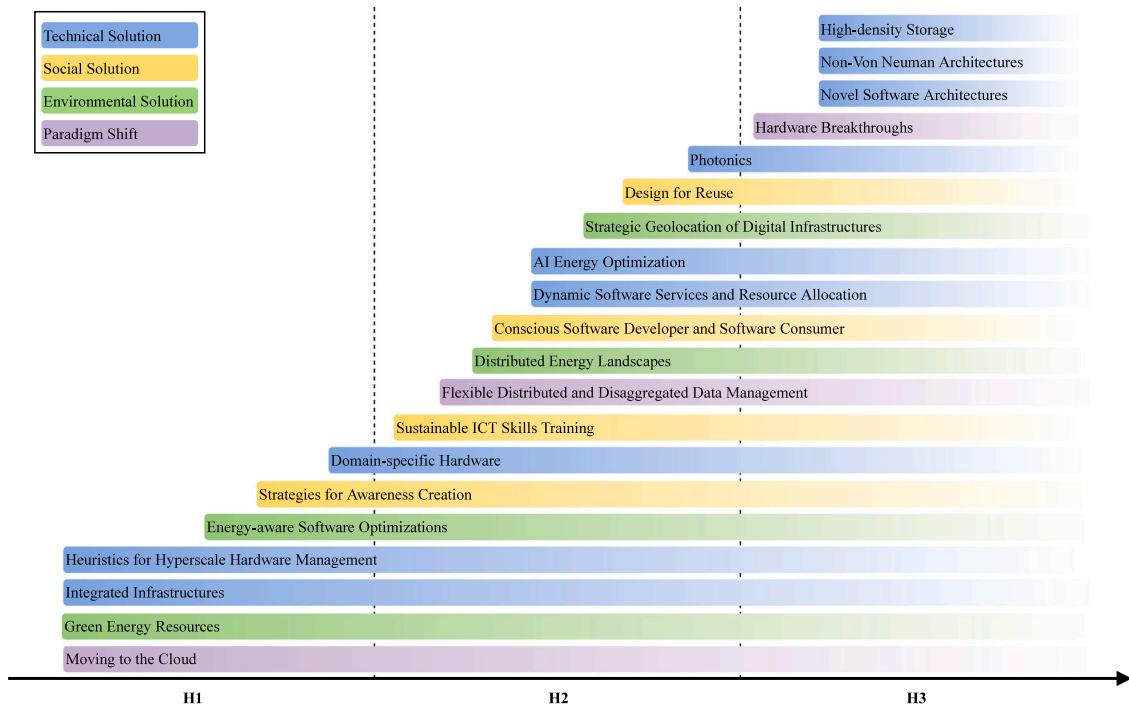 Technical Solution
Social Solution
Environmental Solution
Paradigm Shift
High-density Storage
Non-Von Neuman Architectures
Novel Software Architectures
Hardware Breakthroughs
Photonics
Design for Reuse
Strategic Geolocation of Digital Infrastructures
AI Energy Optimization
Dynamic Software Services and Resource Allocation
Conscious Software Developer and Software Consumer
Distributed Energy Landscapes
Flexible Distributed and Disaggregated Data Management
Sustainable ICT Skills Training
Domain-specific Hardware
Strategies for Awareness Creation
Energy-aware Software Optimizations
Heuristics for Hyperscale Hardware Management
Integrated Infrastructures
Green Energy Resources
Moving to the Cloud
H1
H2
H3